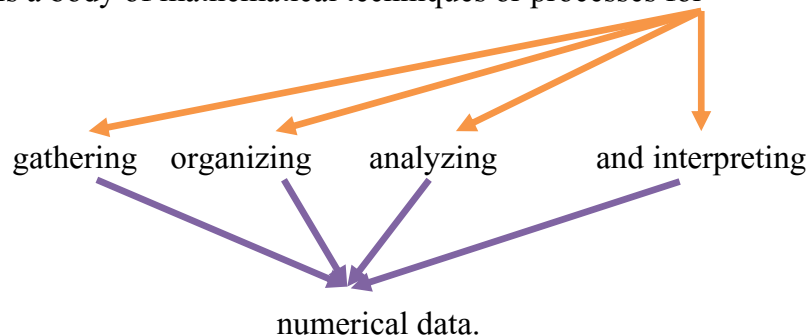 is a body of mathematical techniques or processes for
gathering organizing analyzing and interpreting
numerical data.